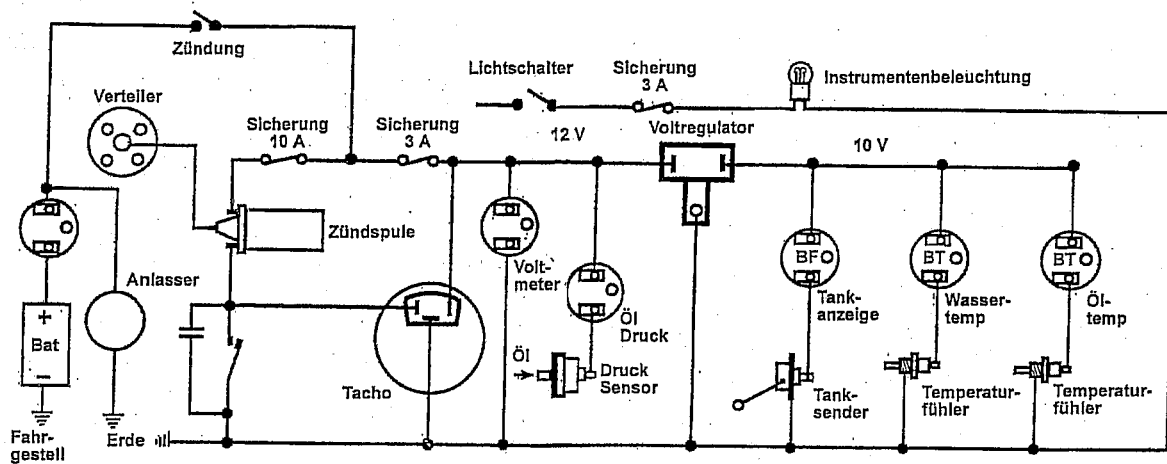 Zündung
Lichtschalter
Sicherung
3 A
Instrumentenbeleuchtung
Verteiler
Sicherung
10 A
Sicherung
3 A
12 V
Voltregulator
10 V
Zündspule
Volt-
meter
BF
BT
BT
Anlasser
Tank-
anzeige
Wasser-
temp
Öl-
temp
Öl
Druck
+
Bat
-
Öl
Druck
Sensor
Tacho
Tank-
sender
Temperatur-
fühler
Temperatur-
fühler
Fahr-
gestell
Erde